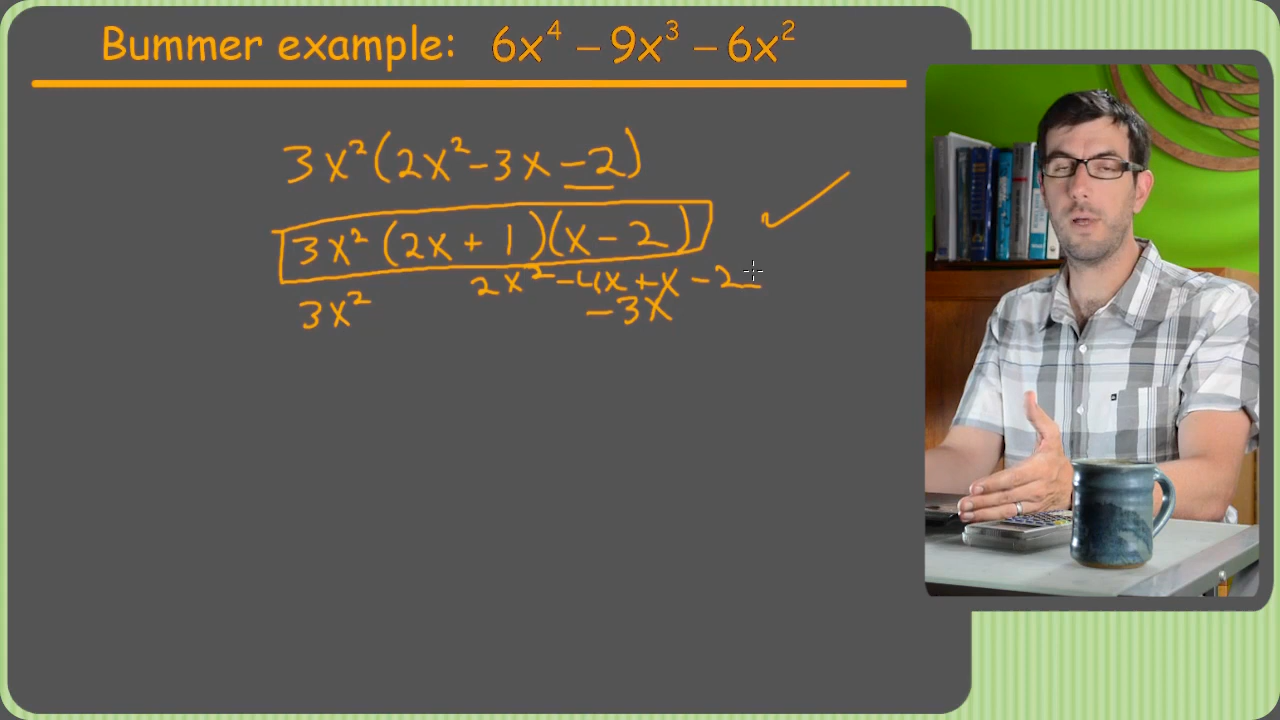 Bummer example: 6x⁴ – 9x³ – 6x²
3x²(2x²-3x-2)
3x²(2x+1)(x-2)
2x²-4x+x-2
3x²
-3x